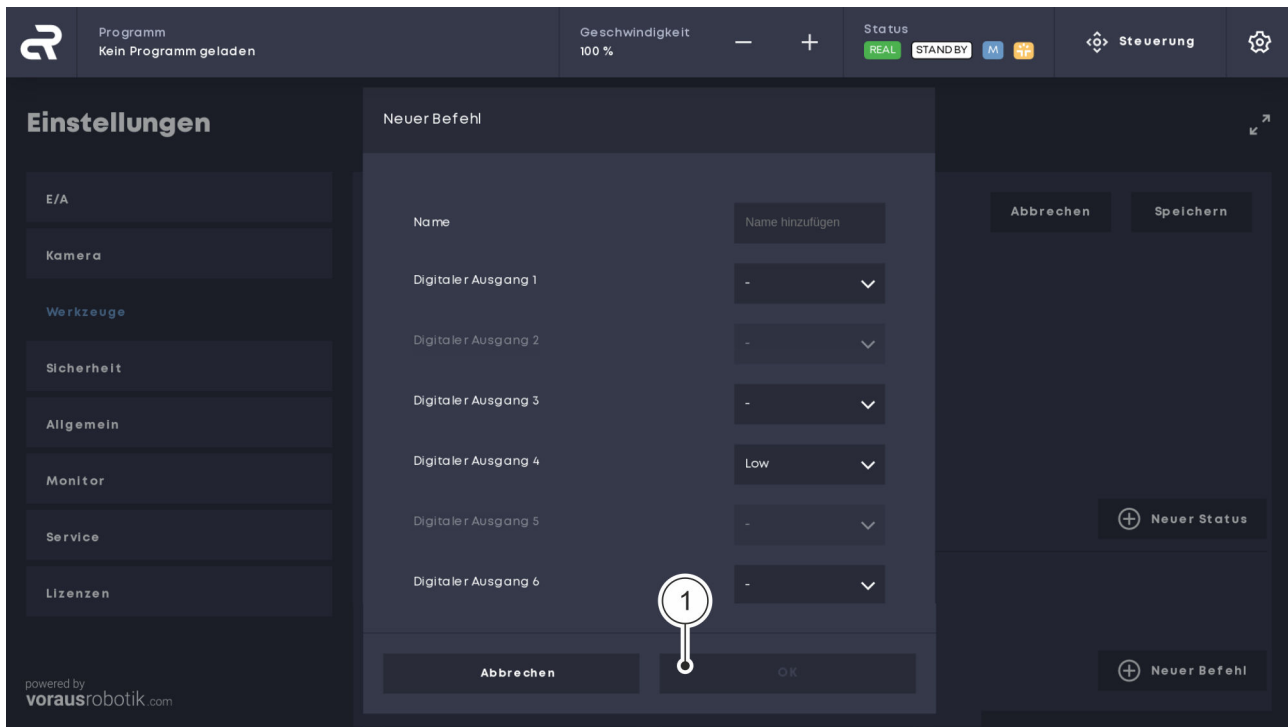 Programm
Kein Programm geladen
Geschwindigkeit
100 %
Status
REAL STANDBY M
Steuerung
Einstellungen
Neuer Befehl
E/A
Kamera
Werkzeuge
Sicherheit
Allgemein
Monitor
Service
Lizenzen
Name Name hinzufügen
Digitaler Ausgang 1 -
Digitaler Ausgang 2 -
Digitaler Ausgang 3 -
Digitaler Ausgang 4 Low
Digitaler Ausgang 5 -
Digitaler Ausgang 6 -
1
Abbrechen OK
Abbrechen Speichern
Neuer Status
Neuer Befehl
powered by
vorausrobotik.com